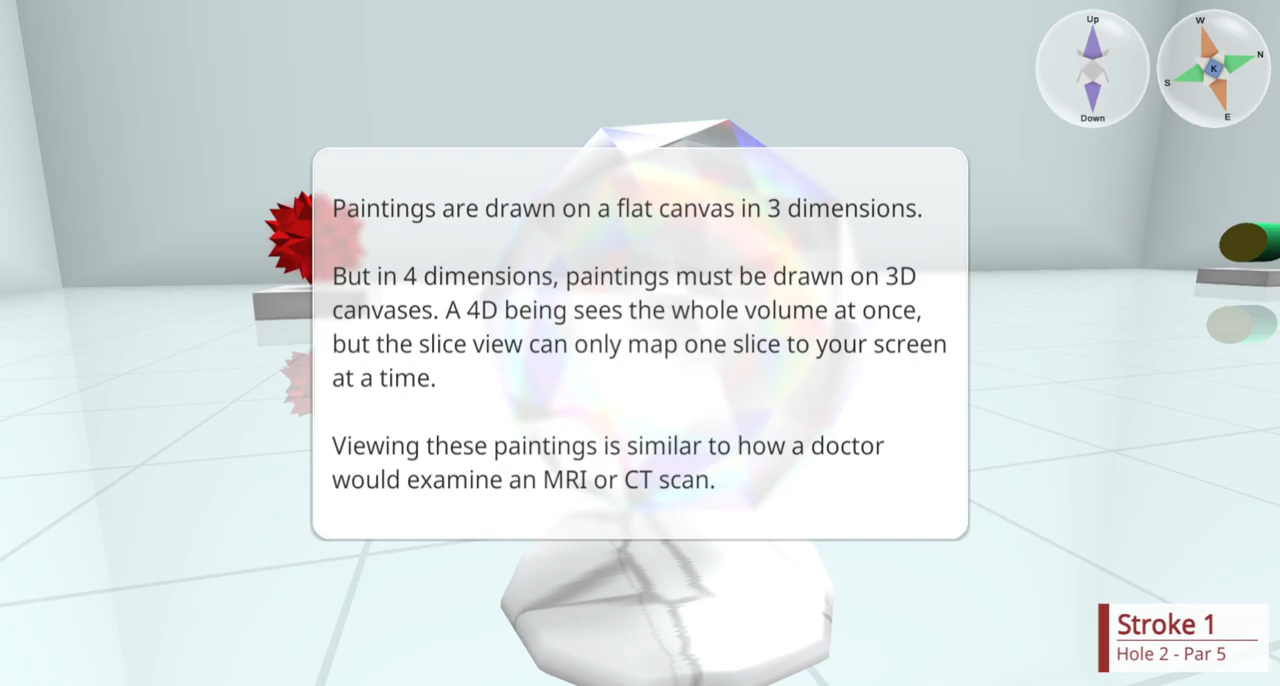 Up
W
N
K
S
Down
E
Paintings are drawn on a flat canvas in 3 dimensions.
But in 4 dimensions, paintings must be drawn on 3D
canvases. A 4D being sees the whole volume at once,
but the slice view can only map one slice to your screen
at a time.
Viewing these paintings is similar to how a doctor
would examine an MRI or CT scan.
Stroke 1
Hole 2 - Par 5